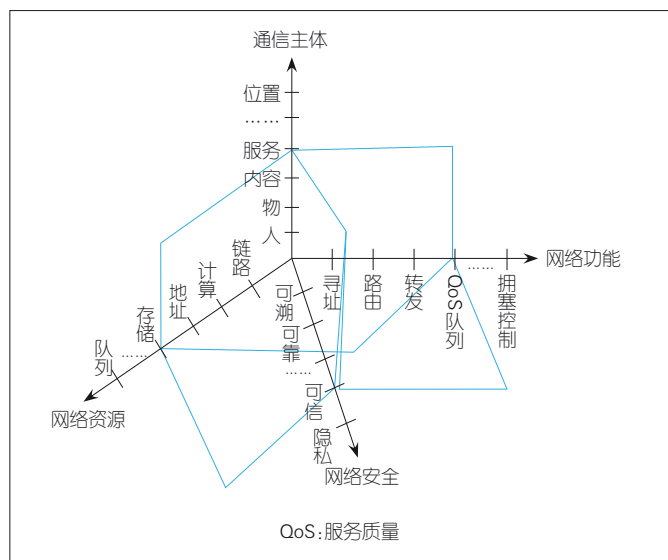 通信主体
位置
……
服务
内容
物
人
网络功能
寻址
路由
转发
QoS队列
……
拥塞控制
链路
计算
地址
存储
……
队列
网络资源
可溯
可靠
……
可信
隐私
网络安全
QoS:服务质量